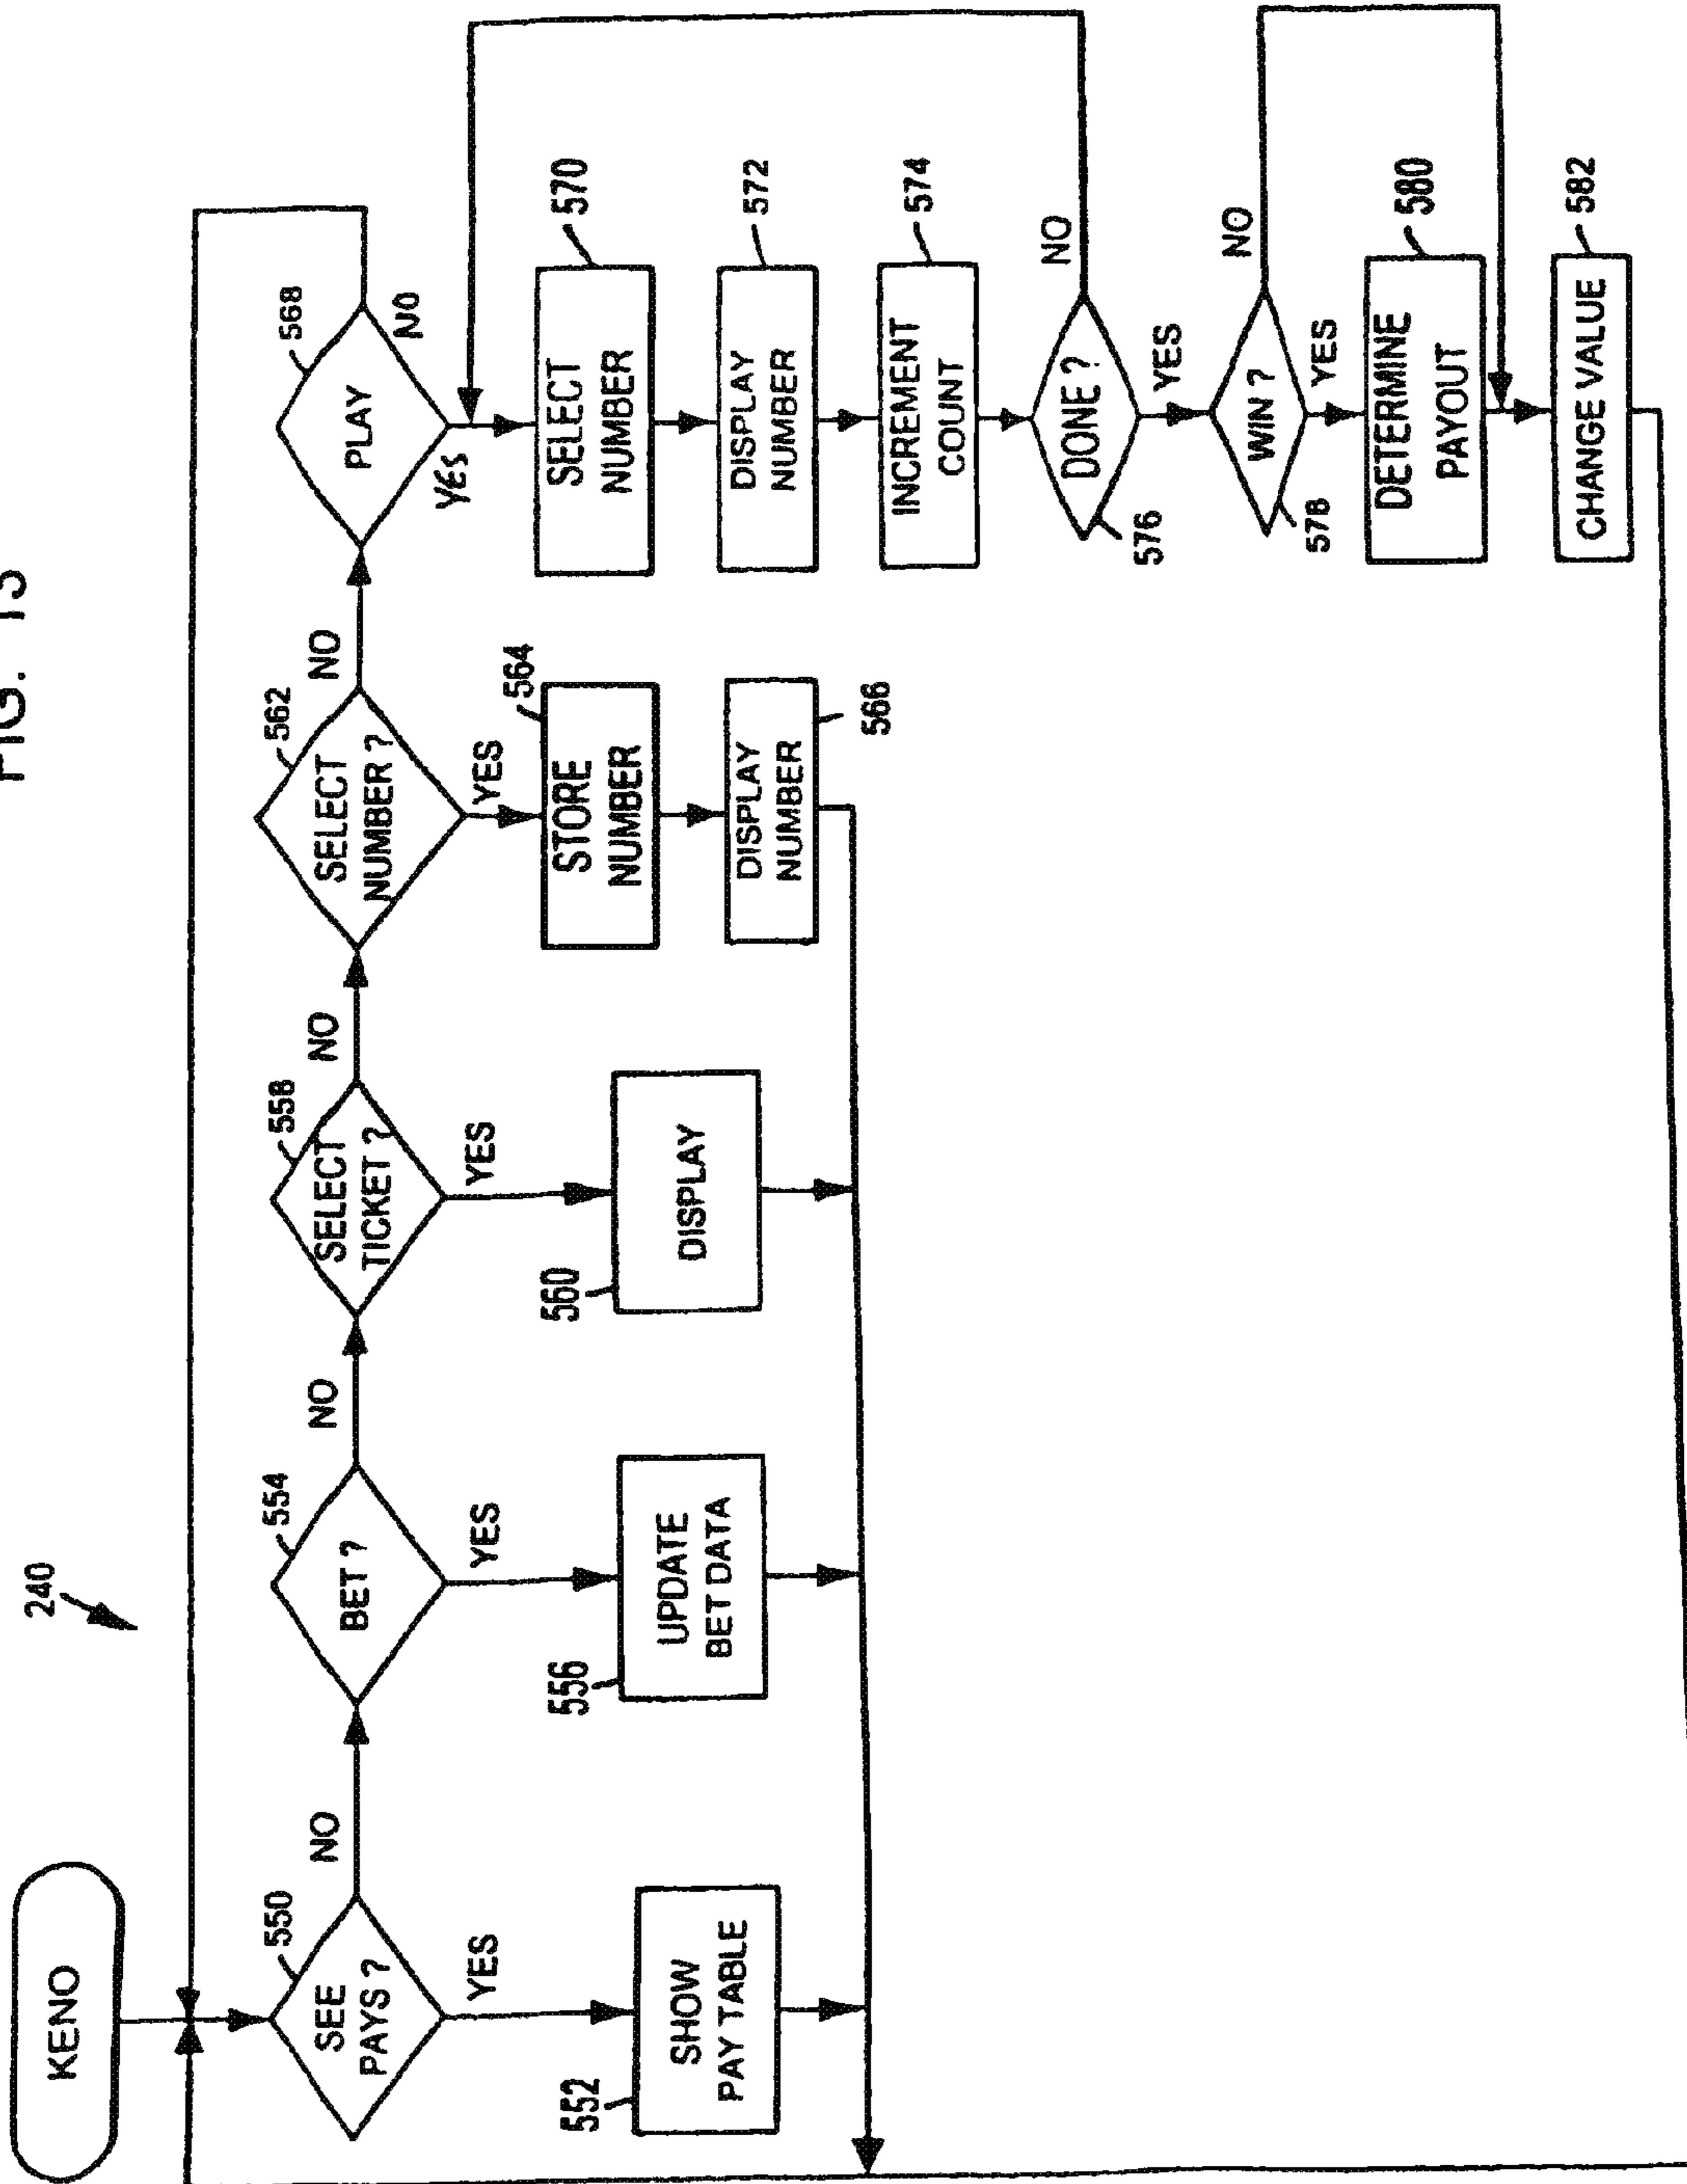 240
KENO
550
SEE
PAYS ?
NO
YES
552
SHOW
PAY TABLE
554
BET ?
NO
YES
556
UPDATE
BET DATA
558
SELECT
TICKET ?
NO
YES
560
DISPLAY
562
SELECT
NUMBER ?
NO
YES
564
STORE
NUMBER
566
DISPLAY
NUMBER
568
PLAY
NO
YES
570
SELECT
NUMBER
572
DISPLAY
NUMBER
574
INCREMENT
COUNT
576
DONE ?
NO
YES
578
WIN ?
NO
YES
580
DETERMINE
PAYOUT
582
CHANGE VALUE